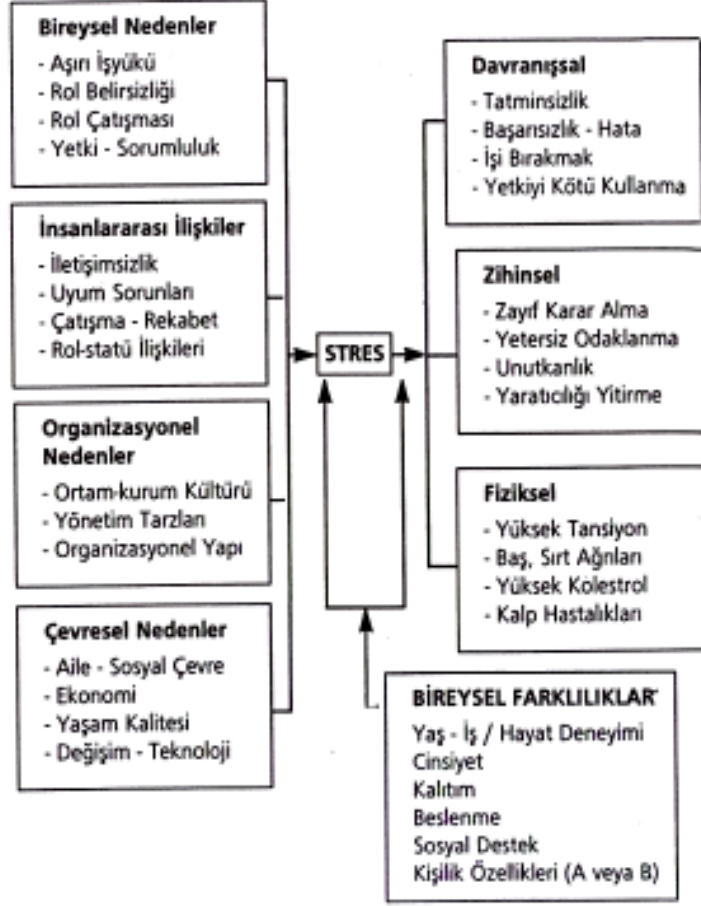 Bireysel Nedenler
- Aşırı İşyükü
- Rol Belirsizliği
- Rol Çatışması
- Yetki - Sorumluluk
İnsanlararası İlişkiler
- İletişimsizlik
- Uyum Sorunları
- Çatışma - Rekabet
- Rol-statü İlişkileri
Organizasyonel
Nedenler
- Ortam-kurum Kültürü
- Yönetim Tarzları
- Organizasyonel Yapı
Çevresel Nedenler
- Aile - Sosyal Çevre
- Ekonomi
- Yaşam Kalitesi
- Değişim - Teknoloji
STRES
Davranışsal
- Tatminsizlik
- Başarısızlık - Hata
- İşi Bırakmak
- Yetkiyi Kötü Kullanma
Zihinsel
- Zayıf Karar Alma
- Yetersiz Odaklanma
- Unutkanlık
- Yaratıcılığı Yitirme
Fiziksel
- Yüksek Tansiyon
- Baş, Sırt Ağrıları
- Yüksek Kolestrol
- Kalp Hastalıkları
BİREYSEL FARKLILIKLAR
Yaş - İş / Hayat Deneyimi
Cinsiyet
Kalıtım
Beslenme
Sosyal Destek
Kişilik Özellikleri (A veya B)